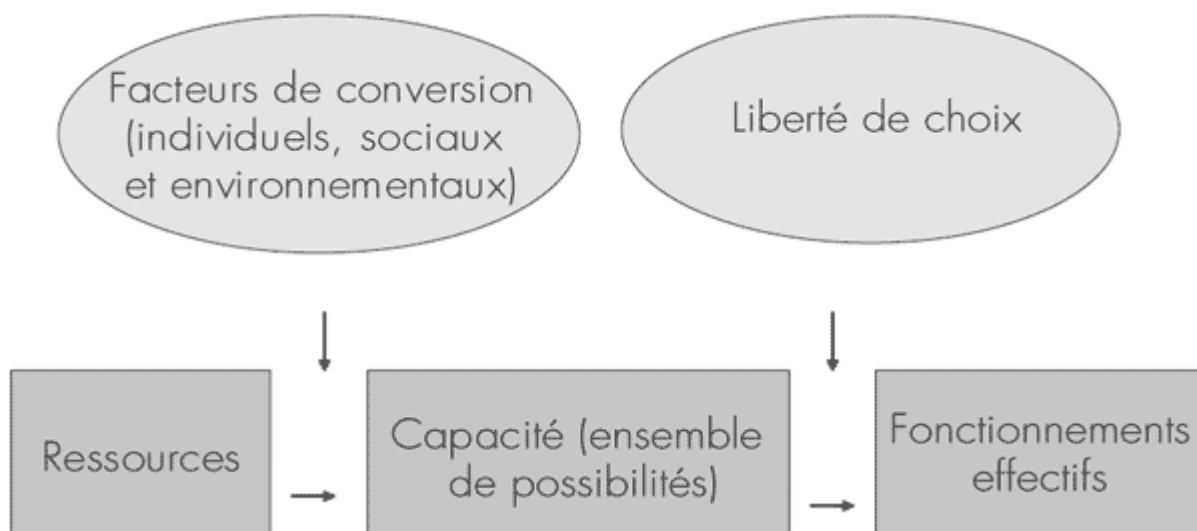 Facteurs de conversion
(individuels, sociaux
et environnementaux)
Liberté de choix
Ressources
Capacité (ensemble
de possibilités)
Fonctionnements
effectifs